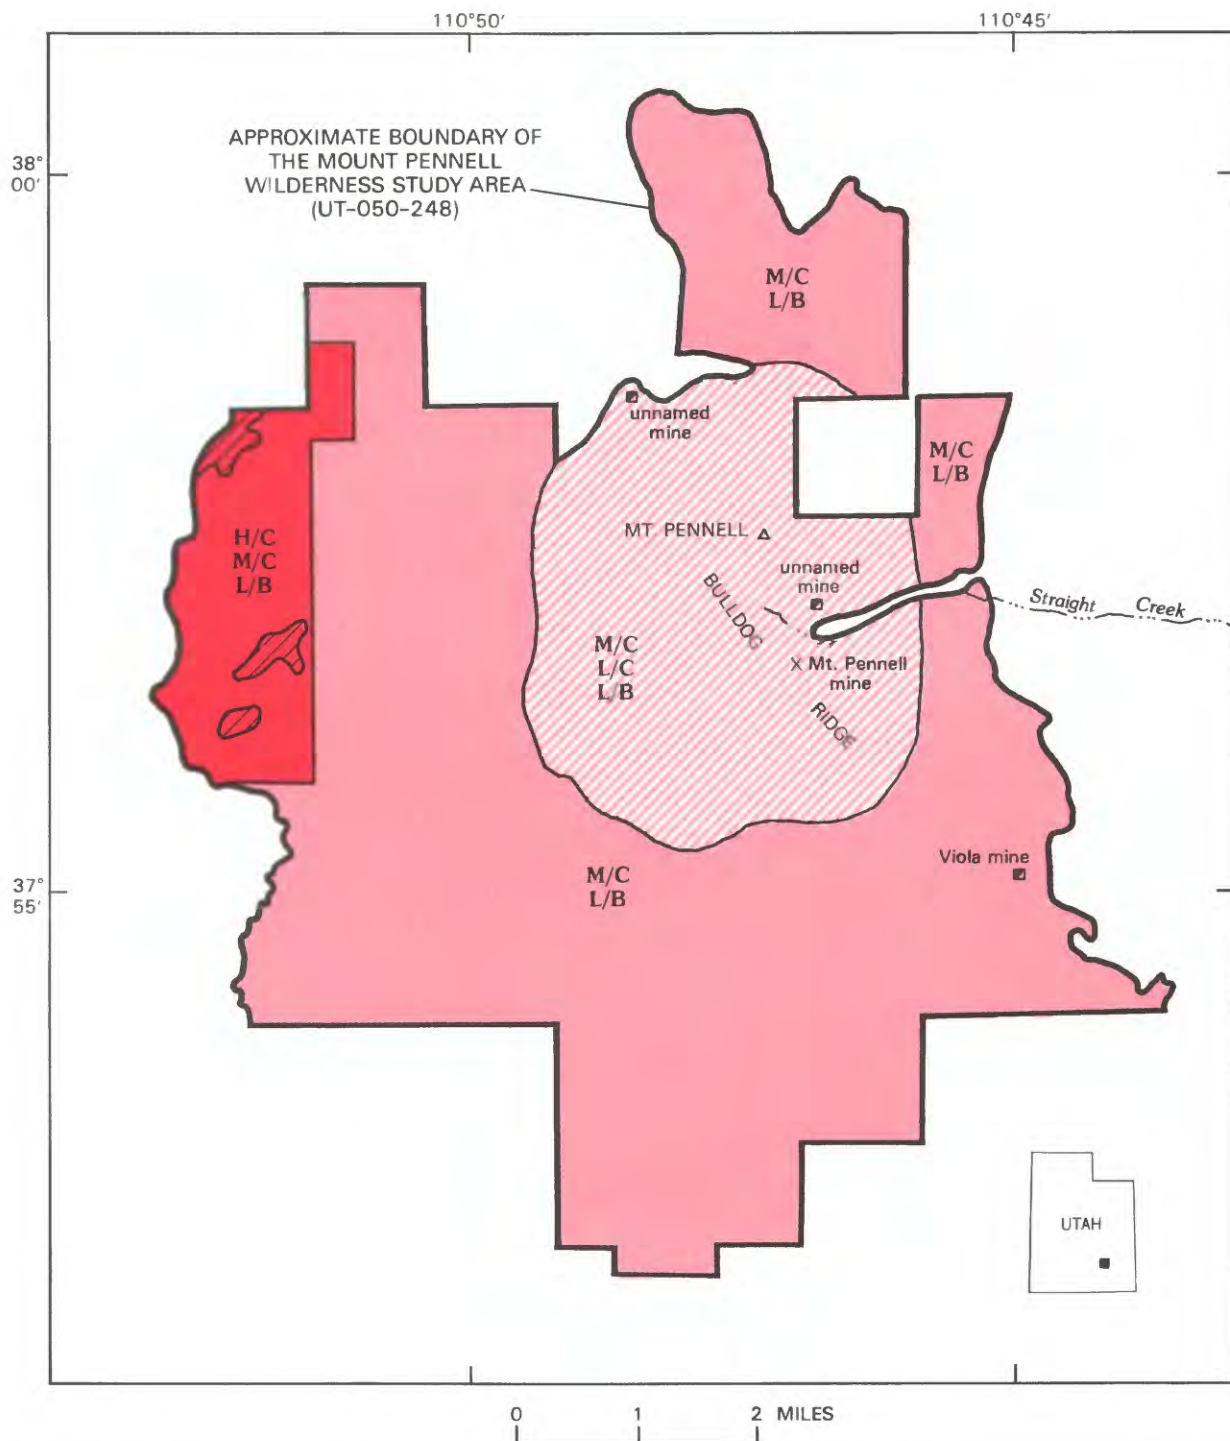 110°50′
110°45′
APPROXIMATE BOUNDARY OF
THE MOUNT PENNELL
WILDERNESS STUDY AREA
(UT-050-248)
38°
00′
M/C
L/B
unnamed
mine
M/C
L/B
MT PENNELL
H/C
M/C
L/B
unnamed
mine
BULLDOG
RIDGE
Straight Creek
M/C
L/C
L/B
X Mt. Pennell
mine
Viola mine
M/C
L/B
37°
55′
UTAH
0 1 2 MILES